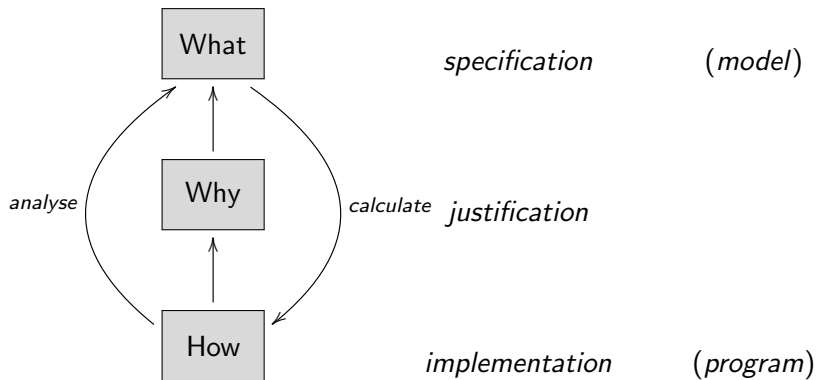 What specification (model)
analyse Why calculate justification
How implementation (program)